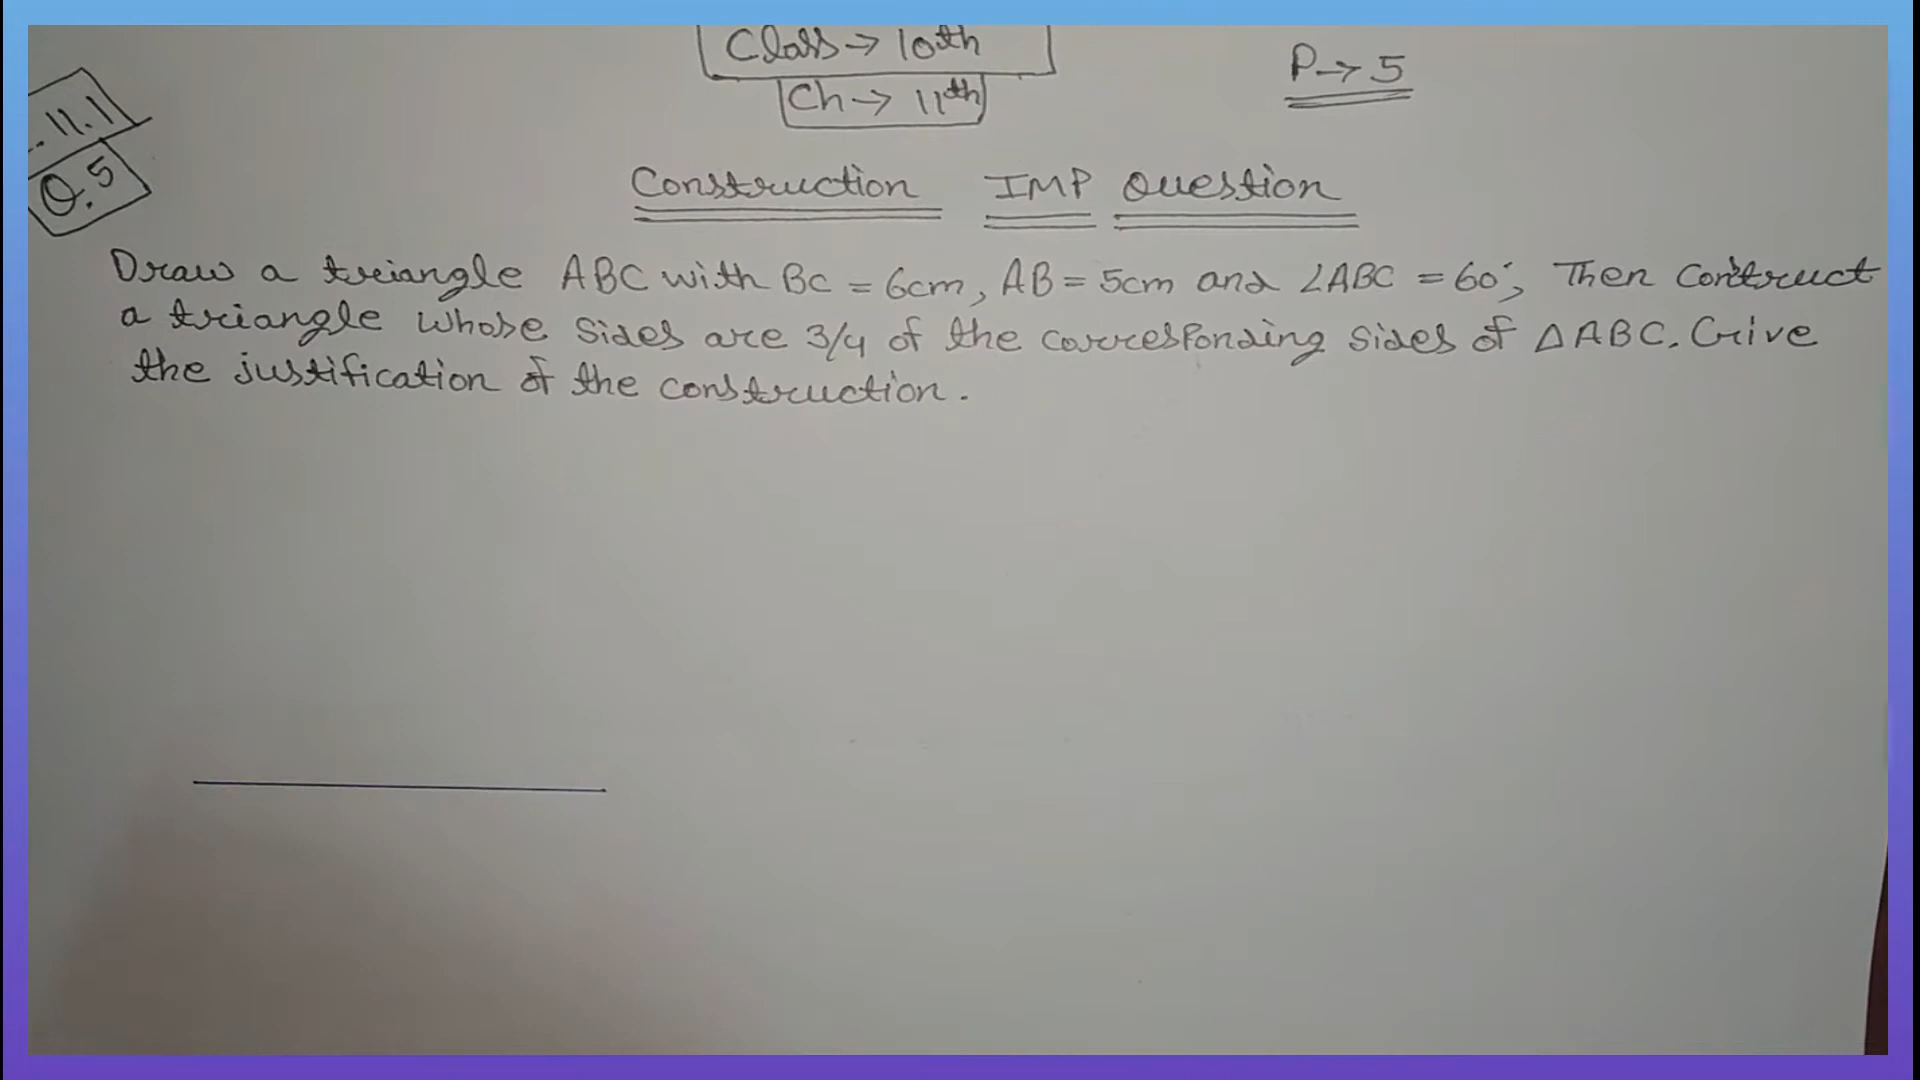 Class → 10th
Ch → 11th
P → 5
. 11.1
Q.5
Construction IMP Question
Draw a triangle ABC with BC = 6cm, AB = 5cm and ∠ABC = 60°, Then Contruct
a triangle whose sides are 3/4 of the corresponding sides of △ABC. Give
the justification of the construction.